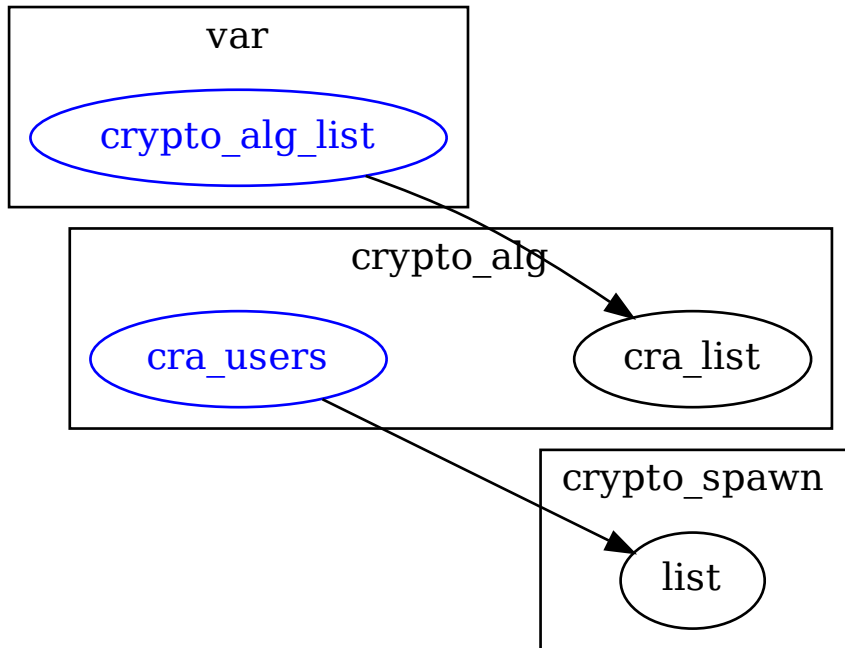 var
crypto_alg_list
crypto_alg
cra_users
cra_list
crypto_spawn
list